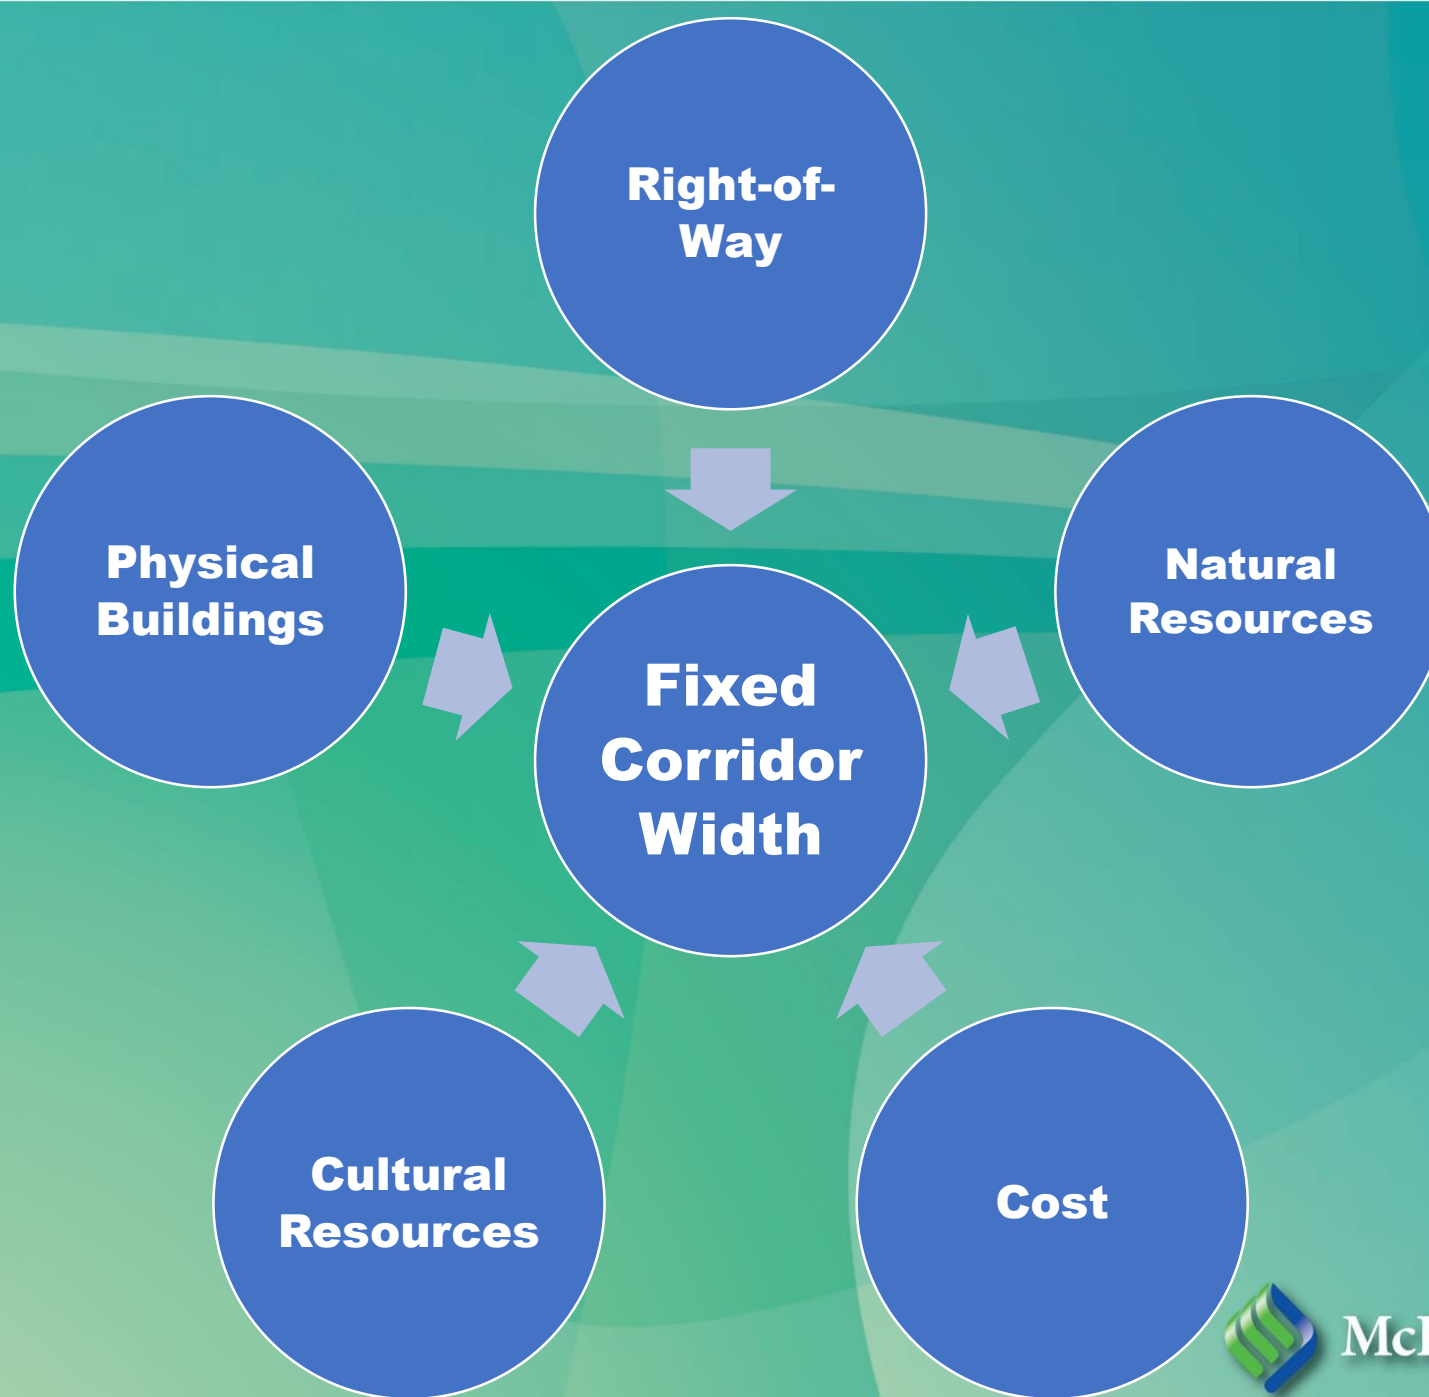 Right-of-
Way
Physical
Buildings
Natural
Resources
Fixed
Corridor
Width
Cultural
Resources
Cost